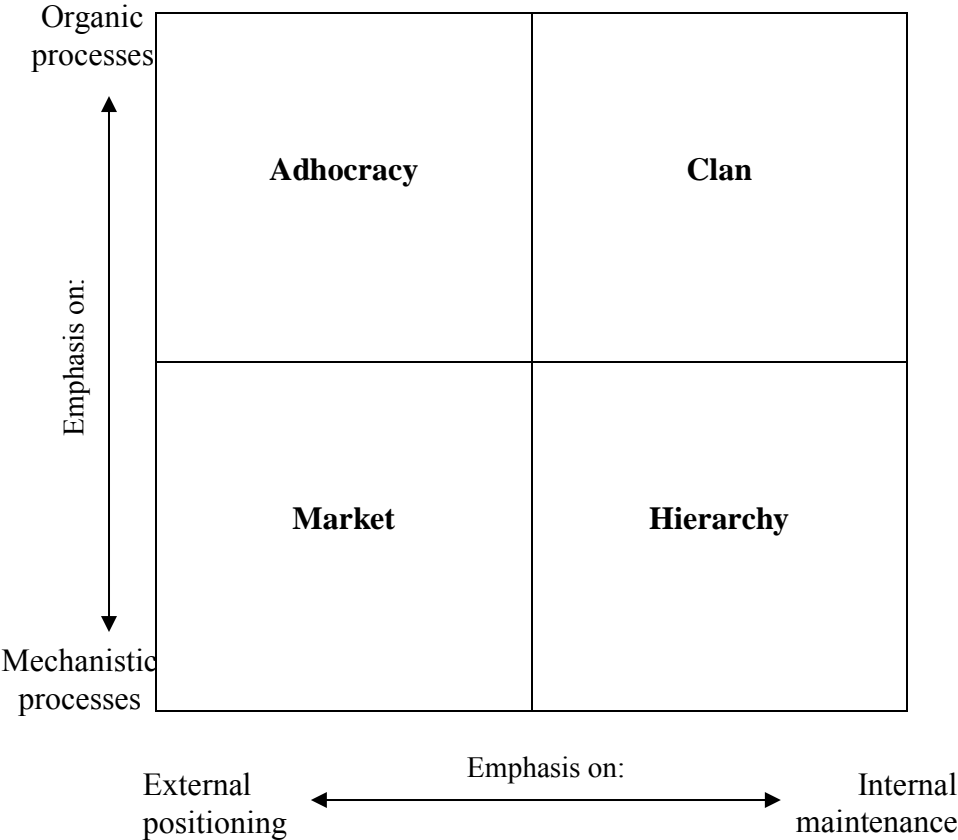 Organic
processes
Adhocracy
Clan
Emphasis on:
Market
Hierarchy
Mechanistic
processes
Emphasis on:
External
positioning
Internal
maintenance